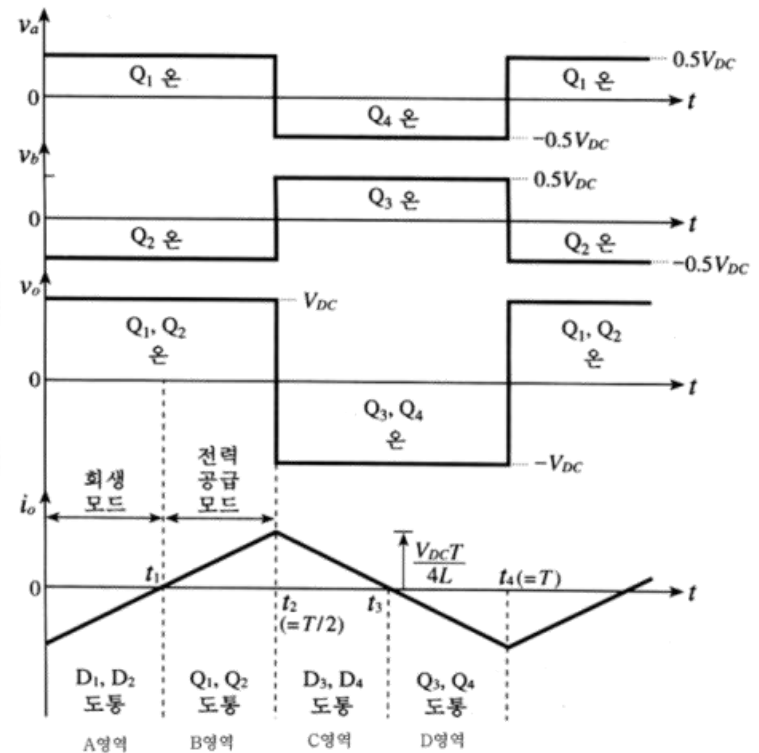 vₐ
Q₁ 온
Q₁ 온
0.5V_DC
0
t
Q₄ 온
−0.5V_DC
v_b
0.5V_DC
Q₃ 온
0
t
Q₂ 온
Q₂ 온
−0.5V_DC
vₒ
V_DC
Q₁, Q₂
온
Q₁, Q₂
온
0
t
Q₃, Q₄
온
−V_DC
회생
모드
전력
공급
모드
iₒ
V_DC T
4L
t₁
t₄(=T)
0
t
t₂
(=T/2)
t₃
D₁, D₂
도통
Q₁, Q₂
도통
D₃, D₄
도통
Q₃, Q₄
도통
A영역
B영역
C영역
D영역